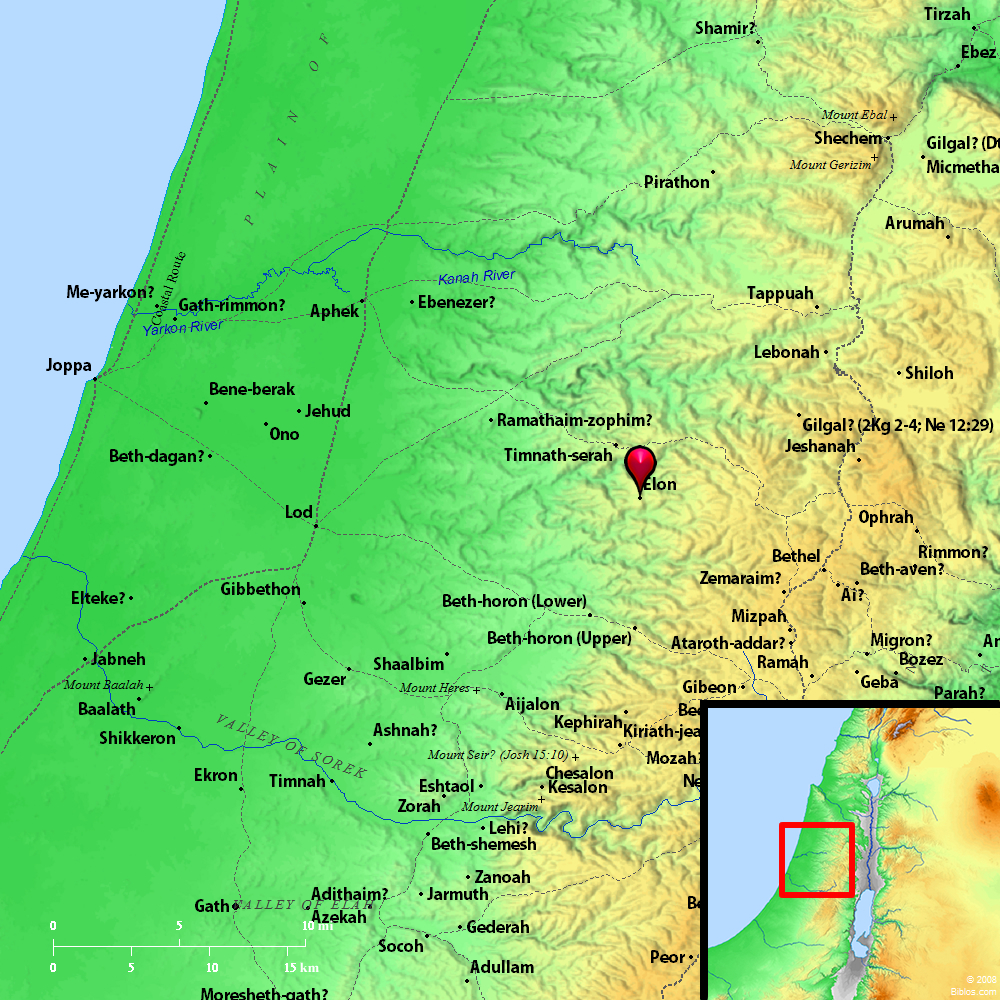 Tirzah
Shamir?
Ebez
PLAIN OF
Mount Ebal
Shechem
Gilgal? (Dt
Mount Gerizim
Micmetha
Pirathon
Arumah
Coastal Route
Kanah River
Me-yarkon?
Gath-rimmon?
Aphek
Ebenezer?
Tappuah
Yarkon River
Lebonah
Joppa
Shiloh
Bene-berak
Jehud
Ono
Ramathaim-zophim?
Gilgal? (2Kg 2-4; Ne 12:29)
Jeshanah
Beth-dagan?
Timnath-serah
Elon
Lod
Ophrah
Bethel
Rimmon?
Beth-aven?
Zemaraim?
Ai?
Gibbethon
Elteke?
Beth-horon (Lower)
Mizpah
Beth-horon (Upper)
Ataroth-addar?
Migron?
An
Jabneh
Shaalbim
Ramah
Bozez
Gezer
Mount Baalah
Mount Heres
Gibeon
Geba
Parah?
Baalath
Aijalon
Bee
Kephirah
Kiriath-jea
Shikkeron
VALLEY OF SOREK
Ashnah?
Mount Seir? (Josh 15:10)
Mozah?
Ekron
Timnah
Chesalon
Kesalon
Ne
Eshtaol
Zorah
Mount Jearim
Lehi?
Beth-shemesh
Zanoah
Adithaim?
Jarmuth
Gath
VALLEY OF ELAH
Azekah
Be
0 5 10 mi
Gederah
Socoh
0 5 10 15 km
Peor
Adullam
Moresheth-gath?
© 2008
Biblos.com